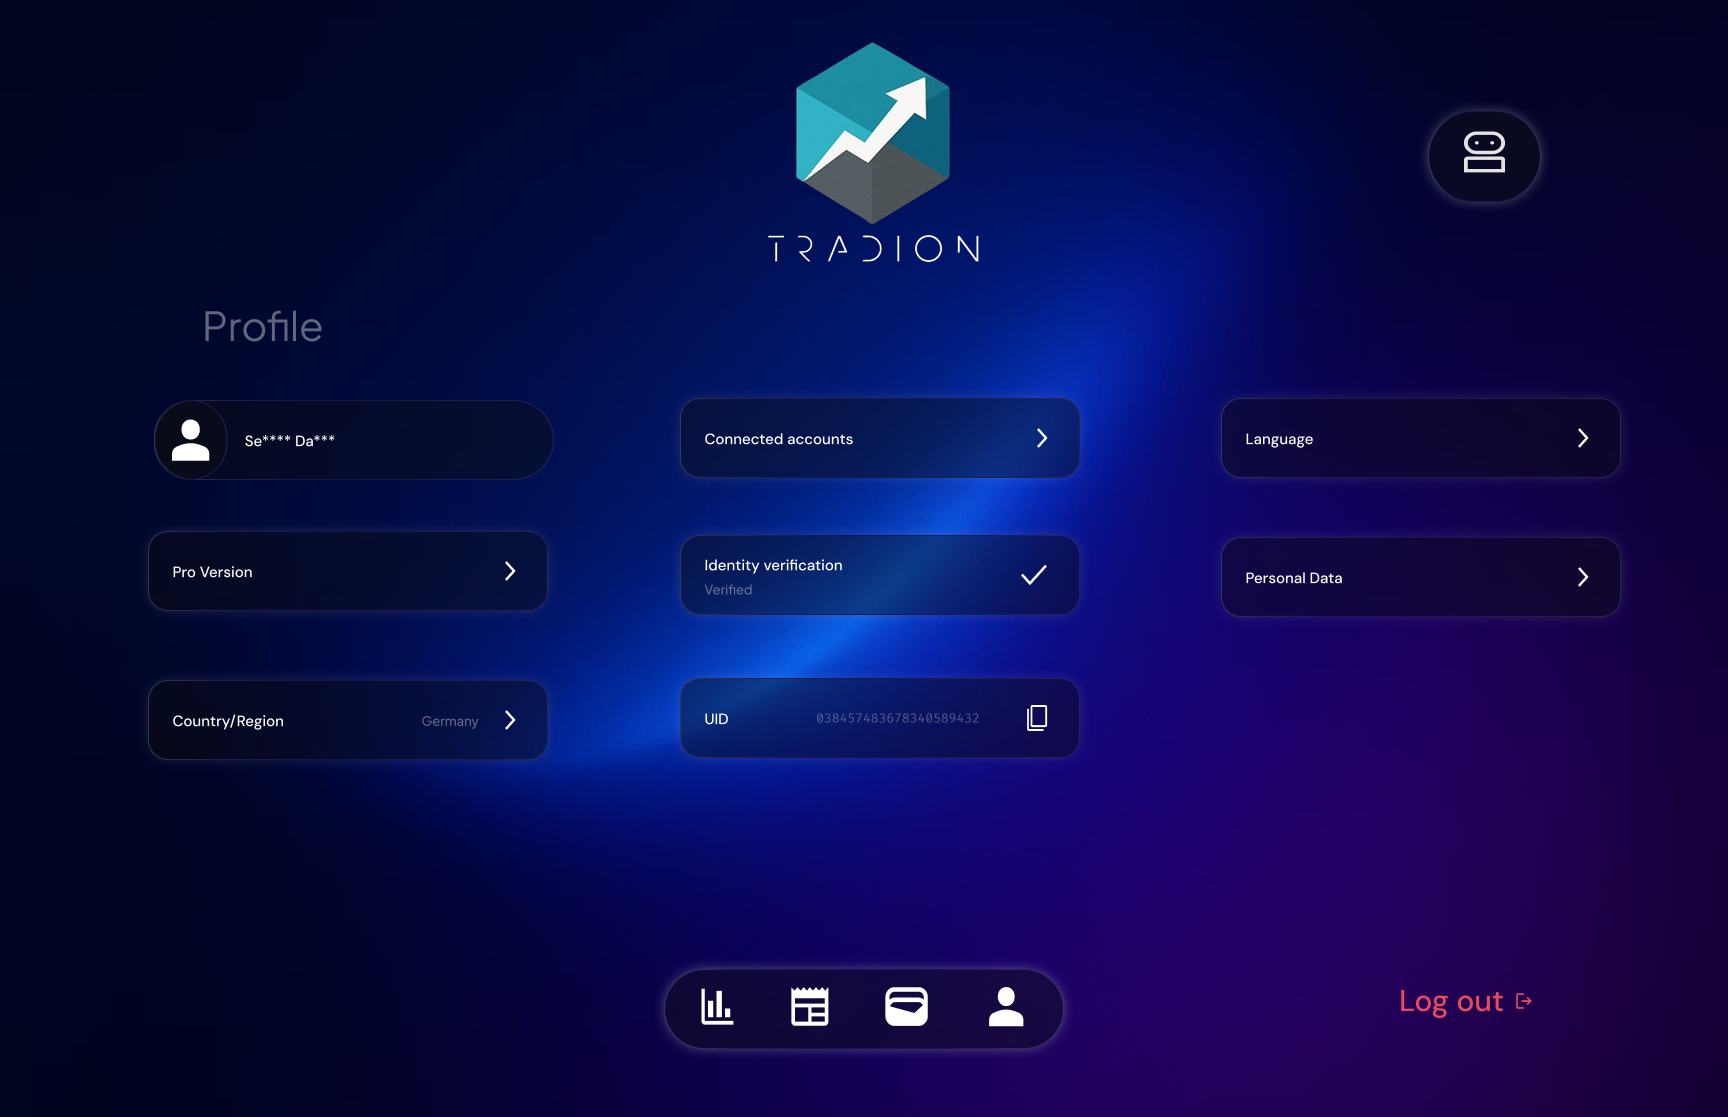 TRADION
Profile
Se**** Da***
Connected accounts
Language
Pro Version
Identity verification
Verified
Personal Data
Country/Region
Germany
UID
038457483678340589432
Log out